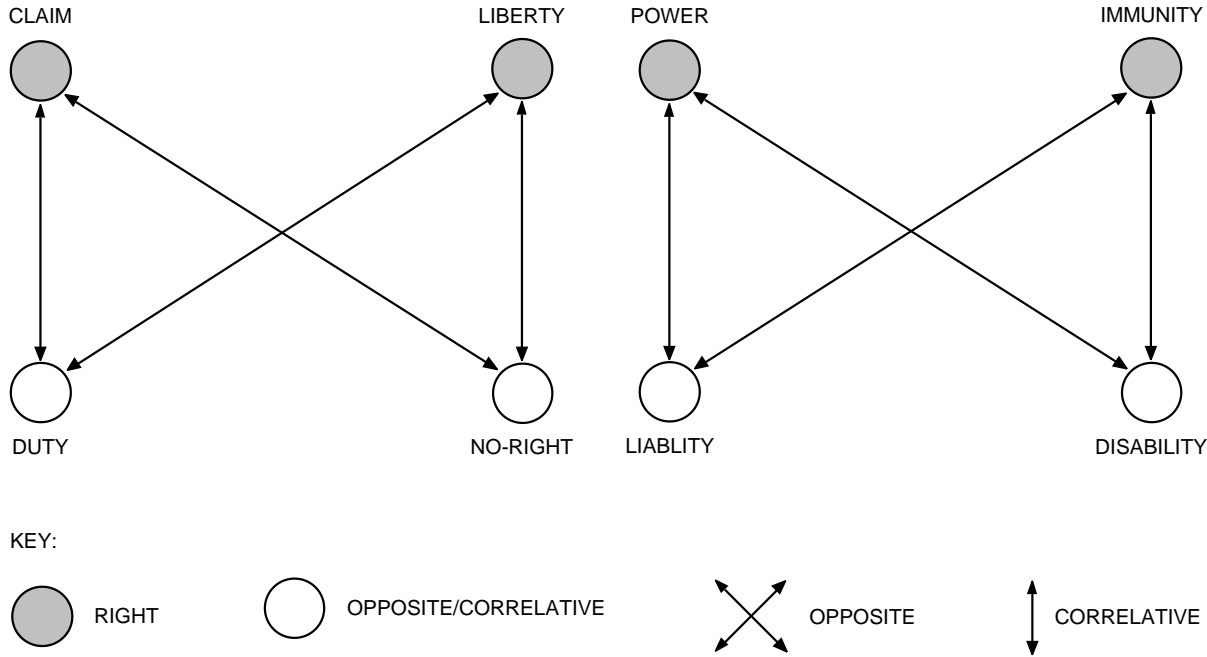 CLAIM LIBERTY POWER IMMUNITY
DUTY NO-RIGHT LIABLITY DISABILITY
KEY:
RIGHT OPPOSITE/CORRELATIVE OPPOSITE CORRELATIVE